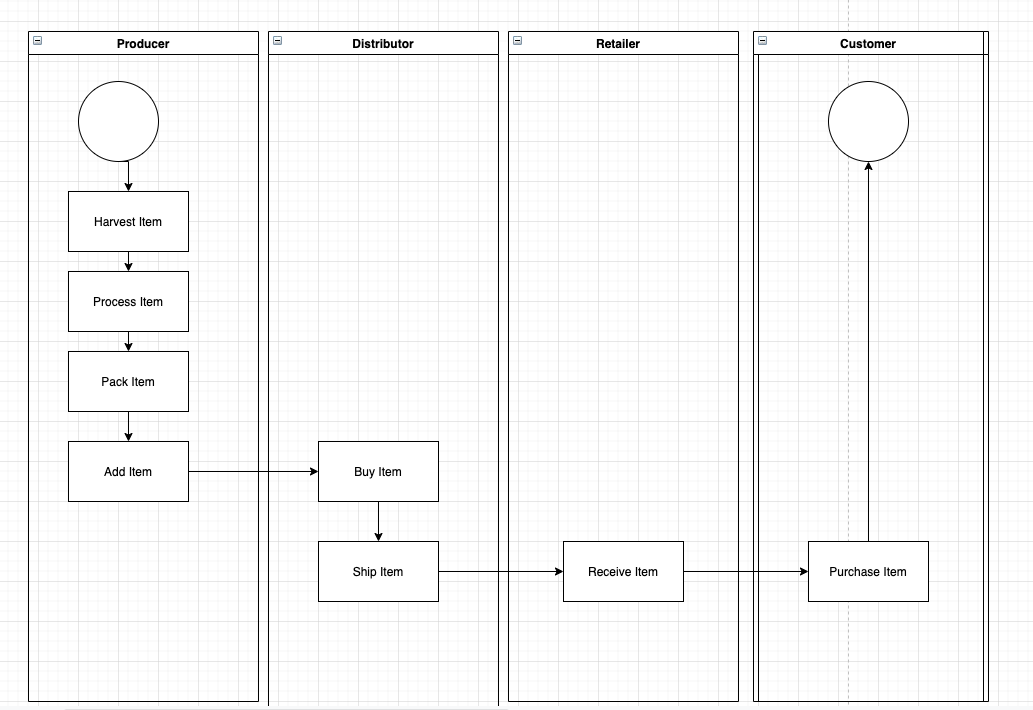 Producer
Distributor
Retailer
Customer
Harvest Item
Process Item
Pack Item
Add Item
Buy Item
Ship Item
Receive Item
Purchase Item